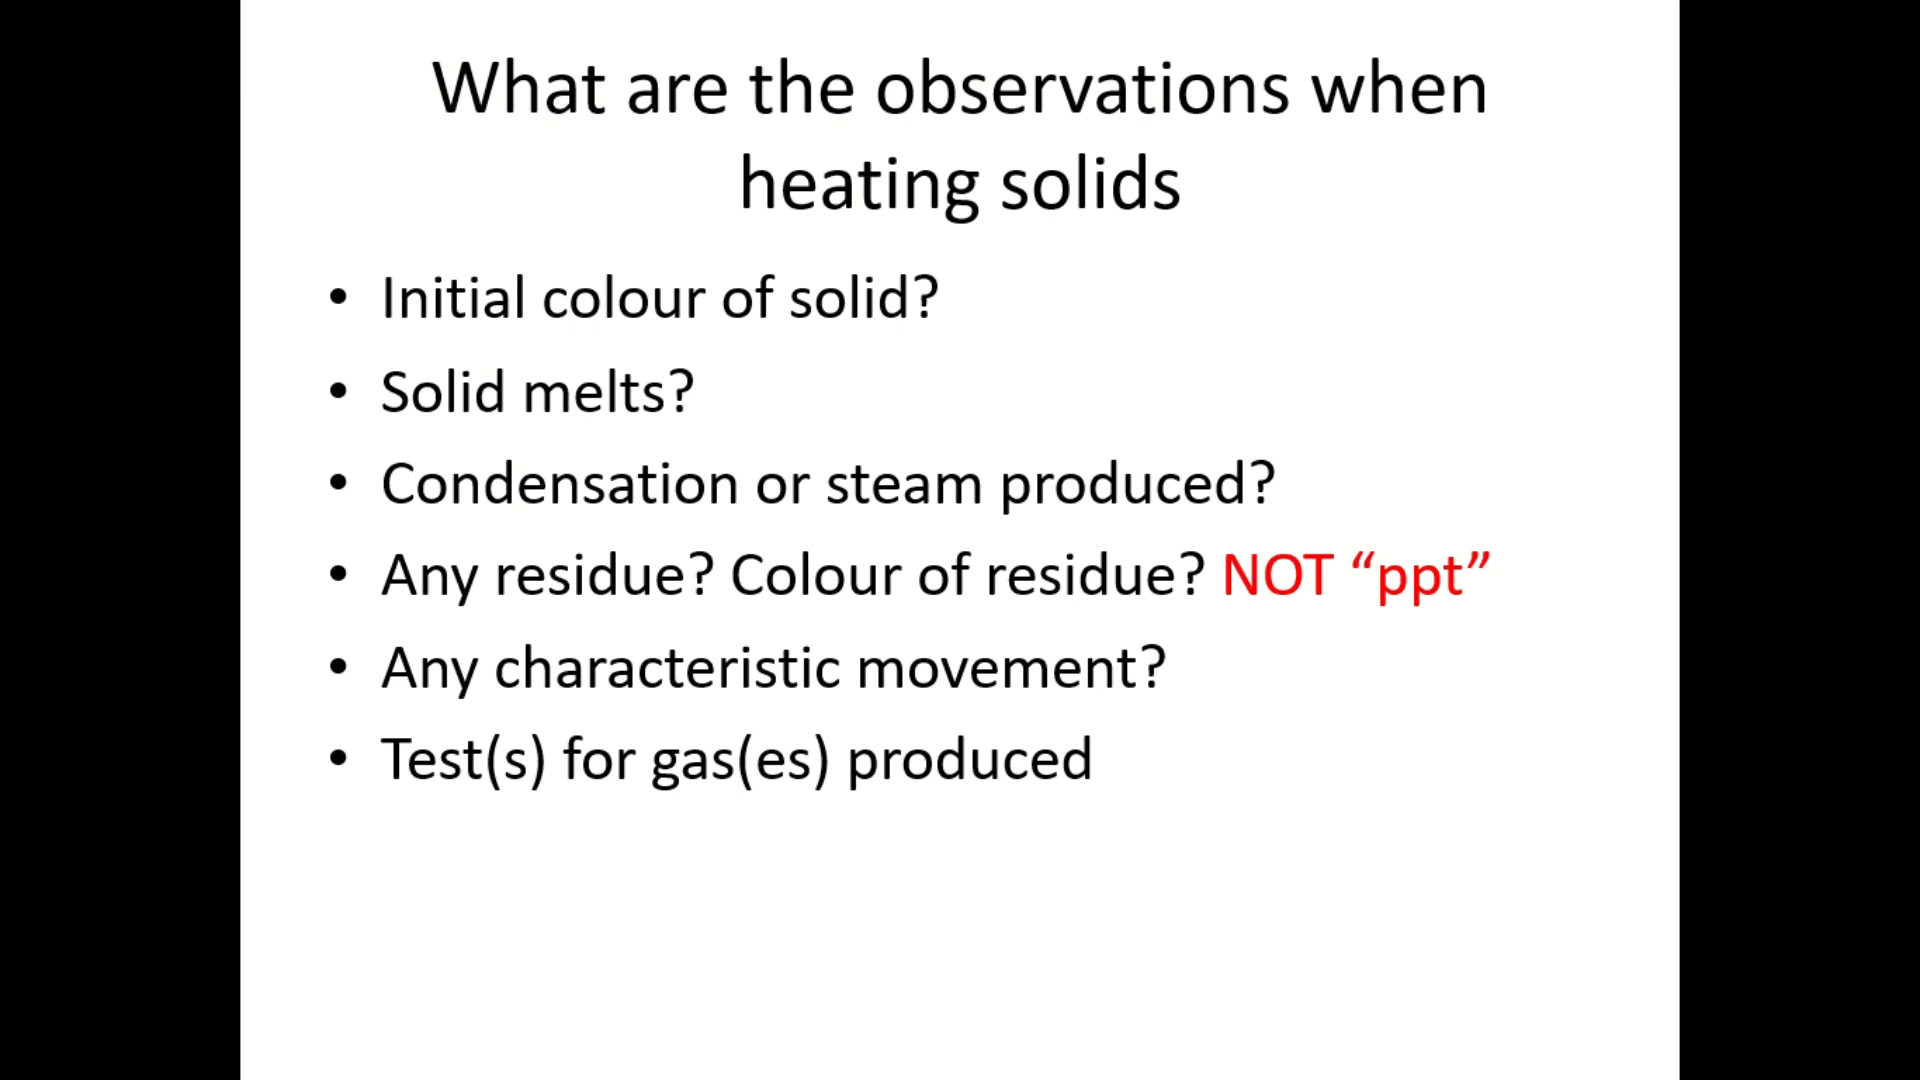 What are the observations when
heating solids
• Initial colour of solid?
• Solid melts?
• Condensation or steam produced?
• Any residue? Colour of residue? NOT “ppt”
• Any characteristic movement?
• Test(s) for gas(es) produced